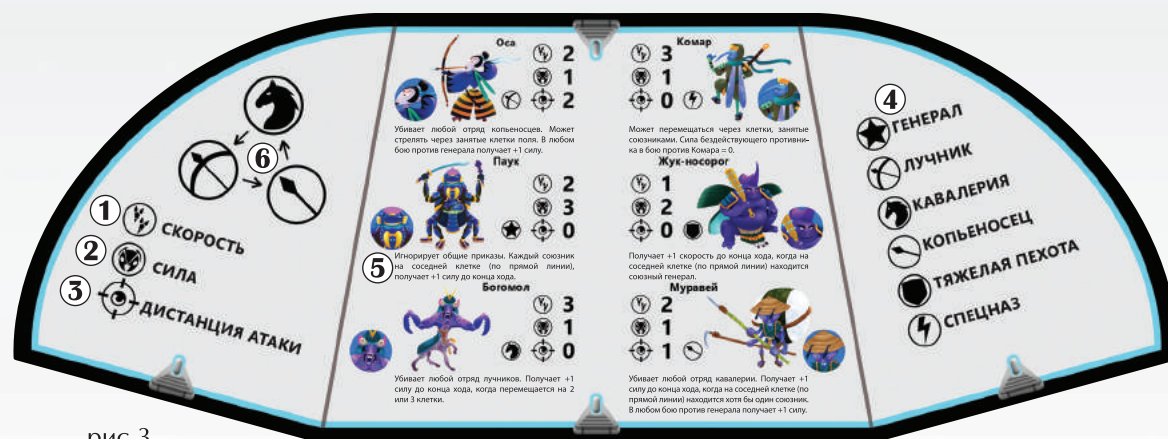 6
1 СКОРОСТЬ
2 СИЛА
3 ДИСТАНЦИЯ АТАКИ
Оса
2
1
2
Убивает любой отряд копьеносцев. Может
стрелять через занятые клетки поля. В любом
бою против генерала получает +1 силу.
Паук
2
3
0
5
Игнорирует общие приказы. Каждый союзник
на соседней клетке (по прямой линии),
получает +1 силу до конца хода.
Богомол
3
1
0
Убивает любой отряд лучников. Получает +1
силу до конца хода, когда перемещается на 2
или 3 клетки.
Комар
3
1
0
Может перемещаться через клетки, занятые
союзниками. Сила бездействующего противни-
ка в бою против Комара = 0.
Жук-носорог
1
2
0
Получает +1 скорость до конца хода, когда на
соседней клетке (по прямой линии) находится
союзный генерал.
Муравей
2
1
1
Убивает любой отряд кавалерии. Получает +1
силу до конца хода, когда на соседней клетке (по
прямой линии) находится хотя бы один союзник.
В любом бою против генерала получает +1 силу.
4
ГЕНЕРАЛ
ЛУЧНИК
КАВАЛЕРИЯ
КОПЬЕНОСЕЦ
ТЯЖЕЛАЯ ПЕХОТА
СПЕЦНАЗ
рис 3